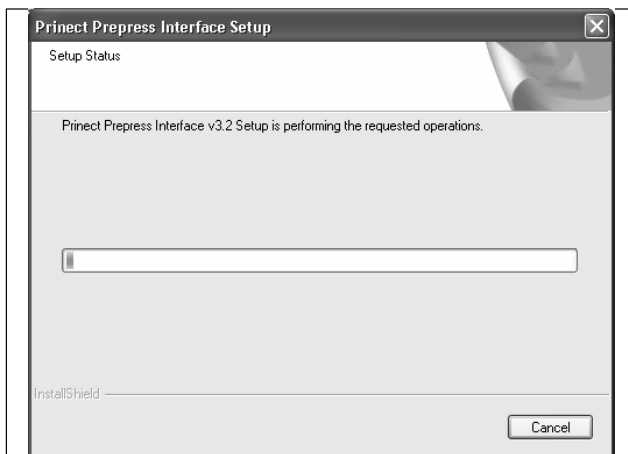 Prinect Prepress Interface Setup
Setup Status
Prinect Prepress Interface v3.2 Setup is performing the requested operations.
InstallShield
Cancel